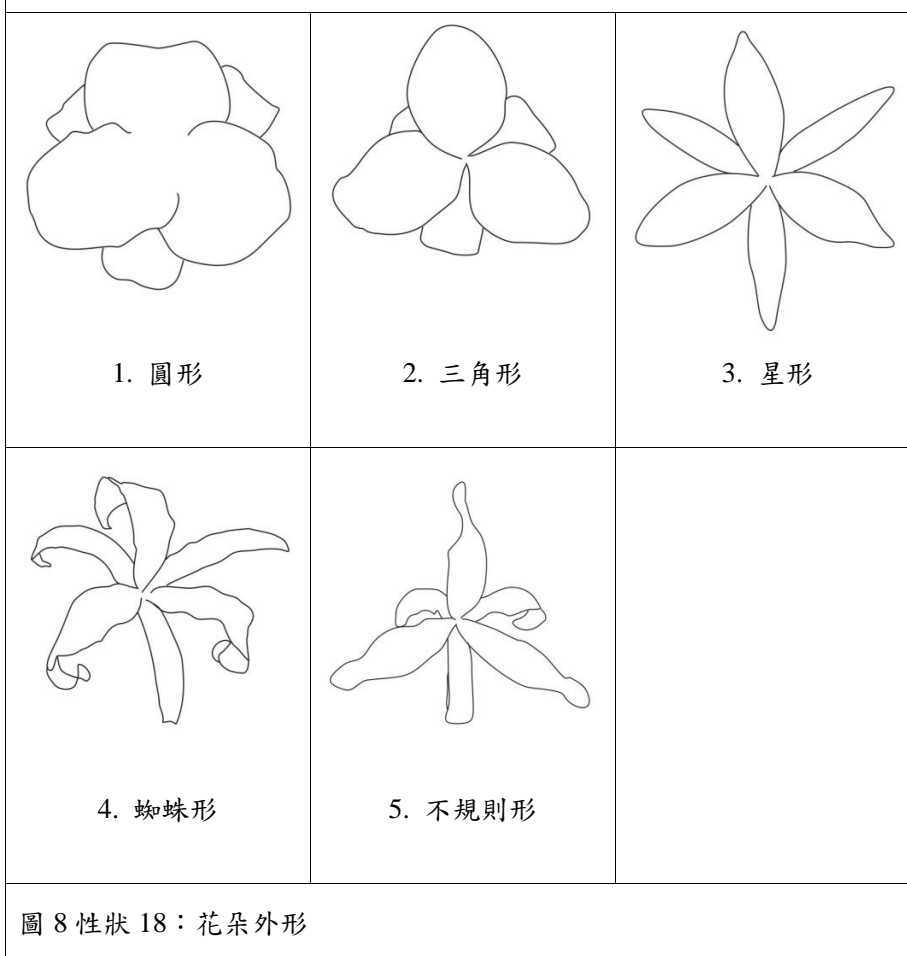 1. 圓形
2. 三角形
3. 星形
4. 蜘蛛形
5. 不規則形
圖 8 性狀 18：花朵外形